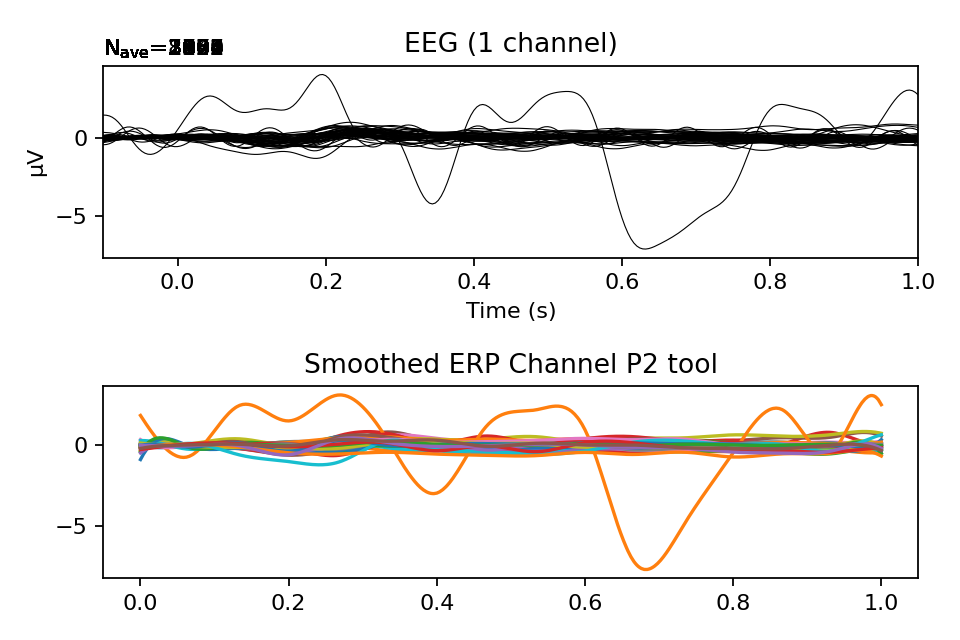 EEG (1 channel)
N_ave=
0
−5
μV
0.0 0.2 0.4 0.6 0.8 1.0
Time (s)
Smoothed ERP Channel P2 tool
0
−5
0.0 0.2 0.4 0.6 0.8 1.0